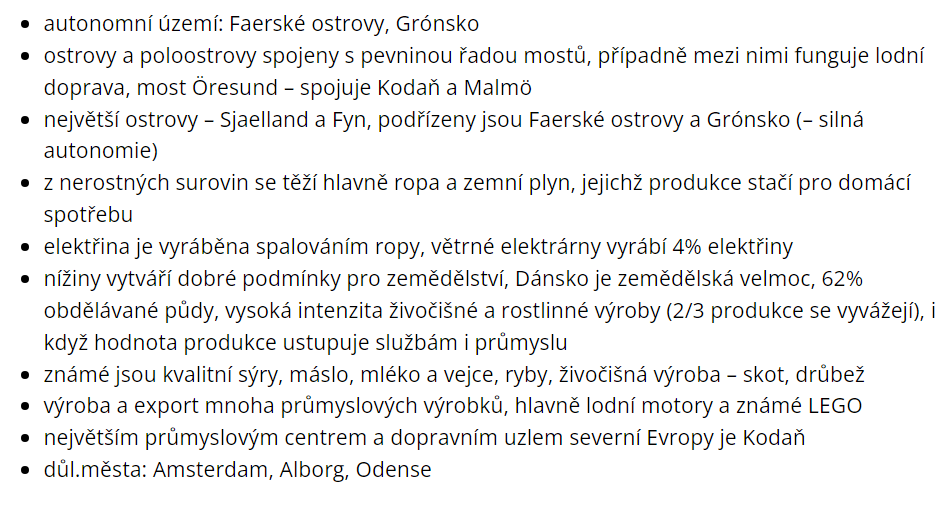 • autonomní území: Faerské ostrovy, Grónsko
• ostrovy a poloostrovy spojeny s pevninou řadou mostů, případně mezi nimi funguje lodní
doprava, most Öresund – spojuje Kodaň a Malmö
• největší ostrovy – Sjaelland a Fyn, podřízeny jsou Faerské ostrovy a Grónsko (– silná
autonomie)
• z nerostných surovin se těží hlavně ropa a zemní plyn, jejichž produkce stačí pro domácí
spotřebu
• elektřina je vyráběna spalováním ropy, větrné elektrárny vyrábí 4% elektřiny
• nížiny vytváří dobré podmínky pro zemědělství, Dánsko je zemědělská velmoc, 62%
obdělávané půdy, vysoká intenzita živočišné a rostlinné výroby (2/3 produkce se vyvážejí), i
když hodnota produkce ustupuje službám i průmyslu
• známé jsou kvalitní sýry, máslo, mléko a vejce, ryby, živočišná výroba – skot, drůbež
• výroba a export mnoha průmyslových výrobků, hlavně lodní motory a známé LEGO
• největším průmyslovým centrem a dopravním uzlem severní Evropy je Kodaň
• důl.města: Amsterdam, Alborg, Odense